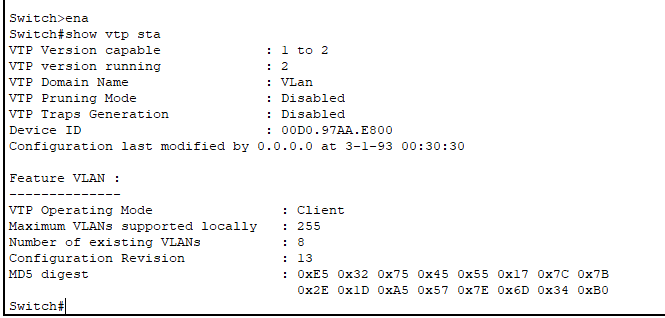 Switch>ena
Switch#show vtp sta
VTP Version capable : 1 to 2
VTP version running : 2
VTP Domain Name : VLan
VTP Pruning Mode : Disabled
VTP Traps Generation : Disabled
Device ID : 00D0.97AA.E800
Configuration last modified by 0.0.0.0 at 3-1-93 00:30:30
Feature VLAN :
--------------
VTP Operating Mode : Client
Maximum VLANs supported locally : 255
Number of existing VLANs : 8
Configuration Revision : 13
MD5 digest : 0xE5 0x32 0x75 0x45 0x55 0x17 0x7C 0x7B
0x2E 0x1D 0xA5 0x57 0x7E 0x6D 0x34 0xB0
Switch#